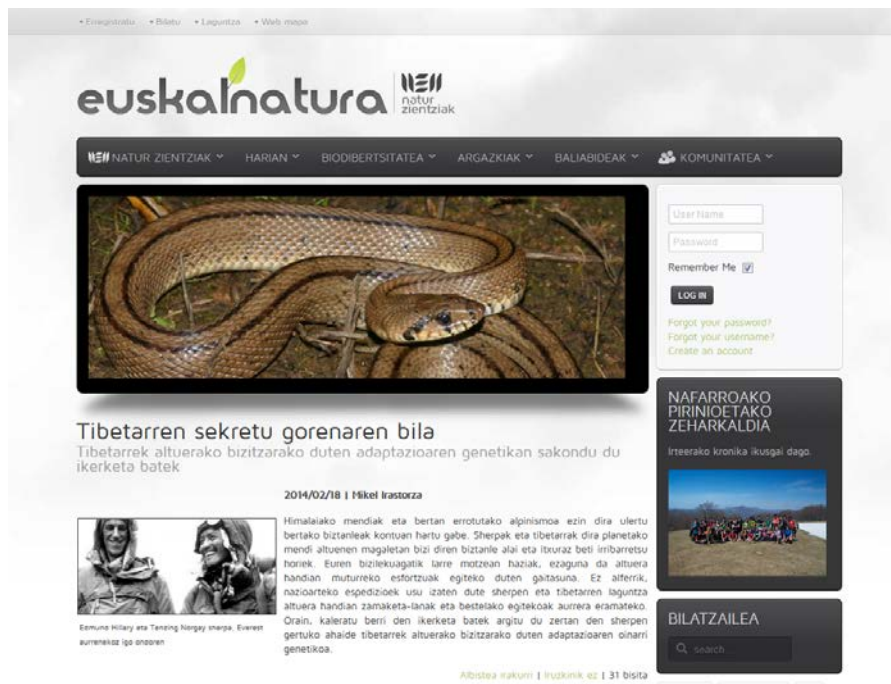 • Erregistratu • Bilatu • Laguntza • Web mapa
euskalnatura natur zientziak
NATUR ZIENTZIAK HARIAN BIODIBERTSITATEA ARGAZKIAK BALIABIDEAK KOMUNITATEA
User Name
Password
Remember Me
LOG IN
Forgot your password?
Forgot your username?
Create an account
Tibetarren sekretu gorenaren bila
Tibetarrek altuerako bizitzarako duten adaptazioaren genetikan sakondu du
ikerketa batek
2014/02/18 | Mikel Irastorza
Himalaiako mendiak eta bertan errotutako alpinismoa ezin dira ulertu
bertako biztanleak kontuan hartu gabe. Sherpak eta tibetarrak dira planetako
mendi altuenen magaletan bizi diren biztanle alai eta itxuraz beti irribarretsu
horiek. Euren bizilekuagatik larre motzean haziak, ezaguna da altuera
handian muturreko esfortzuak egiteko duten gaitasuna. Ez alferrik,
nazioarteko espedizioek usu izaten dute sherpen eta tibetarren laguntza
altuera handian zamaketa-lanak eta bestelako egitekoak aurrera eramateko.
Orain, kaleratu berri den ikerketa batek argitu du zertan den sherpen
gertuko ahaide tibetarrek altuerako bizitzarako duten adaptazioaren oinarri
genetikoa.
Edmund Hillary eta Tenzing Norgay sherpa, Everest
aurrenekoz igo ondoren
Albistea irakurri | Iruzkinik ez | 31 bisita
NAFARROAKO
PIRINIOETAKO
ZEHARKALDIA
Irteerako kronika ikusgai dago.
BILATZAILEA
search...